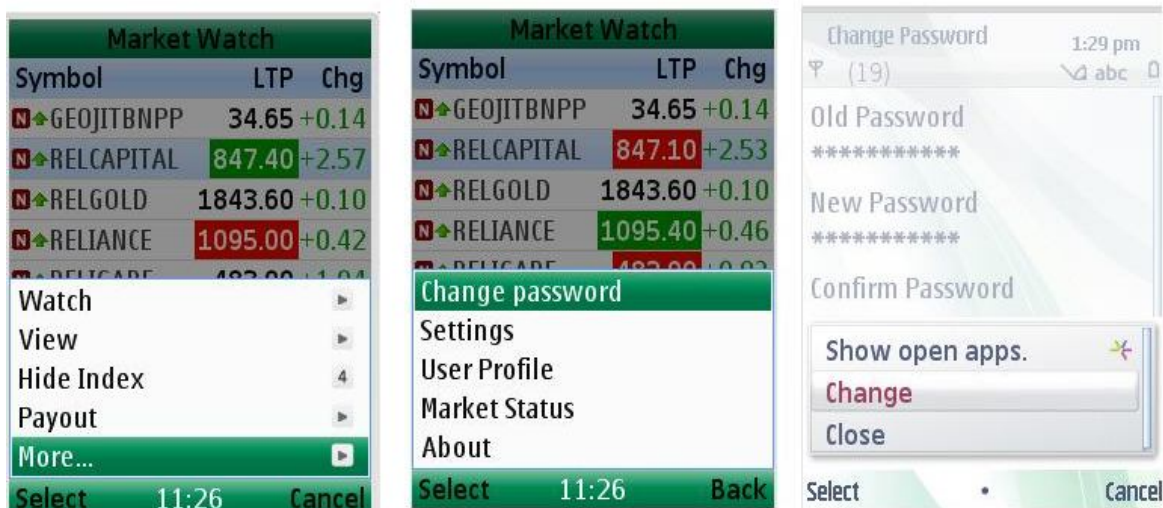 Market Watch
Symbol LTP Chg
N GEOJITBNPP 34.65 +0.14
N RELCAPITAL 847.40 +2.57
N RELGOLD 1843.60 +0.10
N RELIANCE 1095.00 +0.42
Watch
View
Hide Index 4
Payout
More...
Select 11:26 Cancel
Market Watch
Symbol LTP Chg
N GEOJITBNPP 34.65 +0.14
N RELCAPITAL 847.10 +2.53
N RELGOLD 1843.60 +0.10
N RELIANCE 1095.40 +0.46
Change password
Settings
User Profile
Market Status
About
Select 11:26 Back
Change Password 1:29 pm
(19) abc
Old Password
***********
New Password
***********
Confirm Password
Show open apps.
Change
Close
Select Cancel